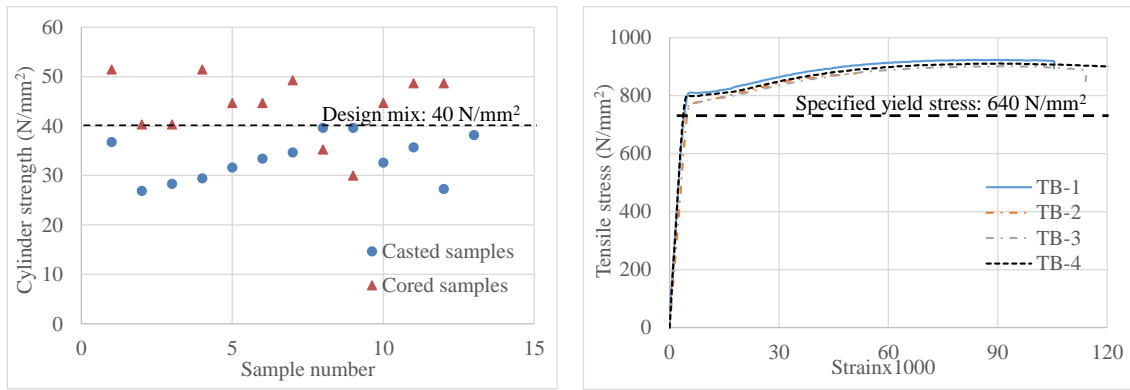 60
50
40
30
20
10
0
0
5
10
15
Cylinder strength (N/mm²)
Sample number
Design mix: 40 N/mm²
Casted samples
Cored samples
1000
800
600
400
200
0
0
30
60
90
120
Tensile stress (N/mm²)
Strainx1000
Specified yield stress: 640 N/mm²
TB-1
TB-2
TB-3
TB-4